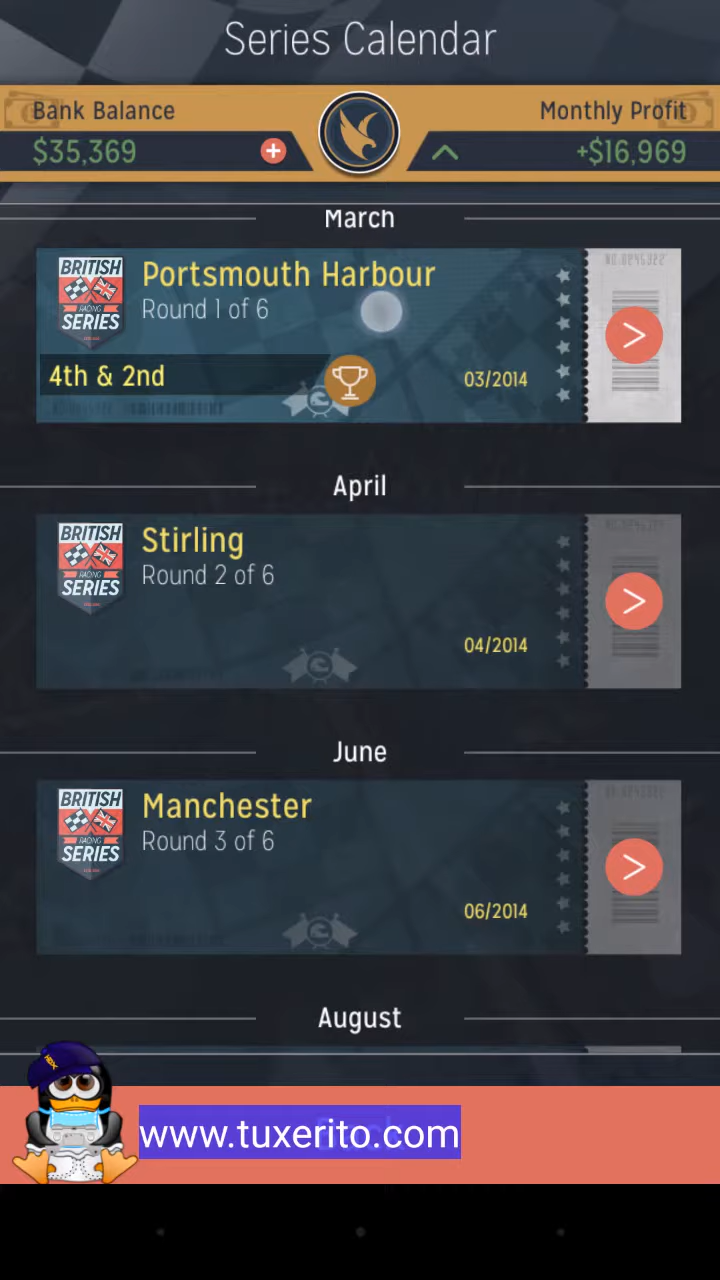 Series Calendar
Bank Balance
Monthly Profit
$35,369
+$16,969
March
BRITISH
RACING
SERIES
Portsmouth Harbour
Round 1 of 6
4th & 2nd
03/2014
>
April
BRITISH
RACING
SERIES
Stirling
Round 2 of 6
04/2014
>
June
BRITISH
RACING
SERIES
Manchester
Round 3 of 6
06/2014
>
August
www.tuxerito.com